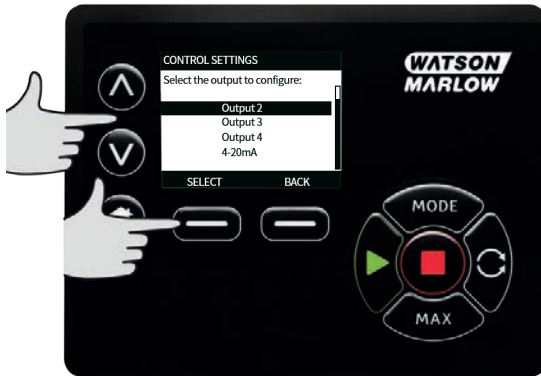 CONTROL SETTINGS
Select the output to configure:
Output 2
Output 3
Output 4
4-20mA
SELECT BACK
WATSON
MARLOW
MODE
MAX